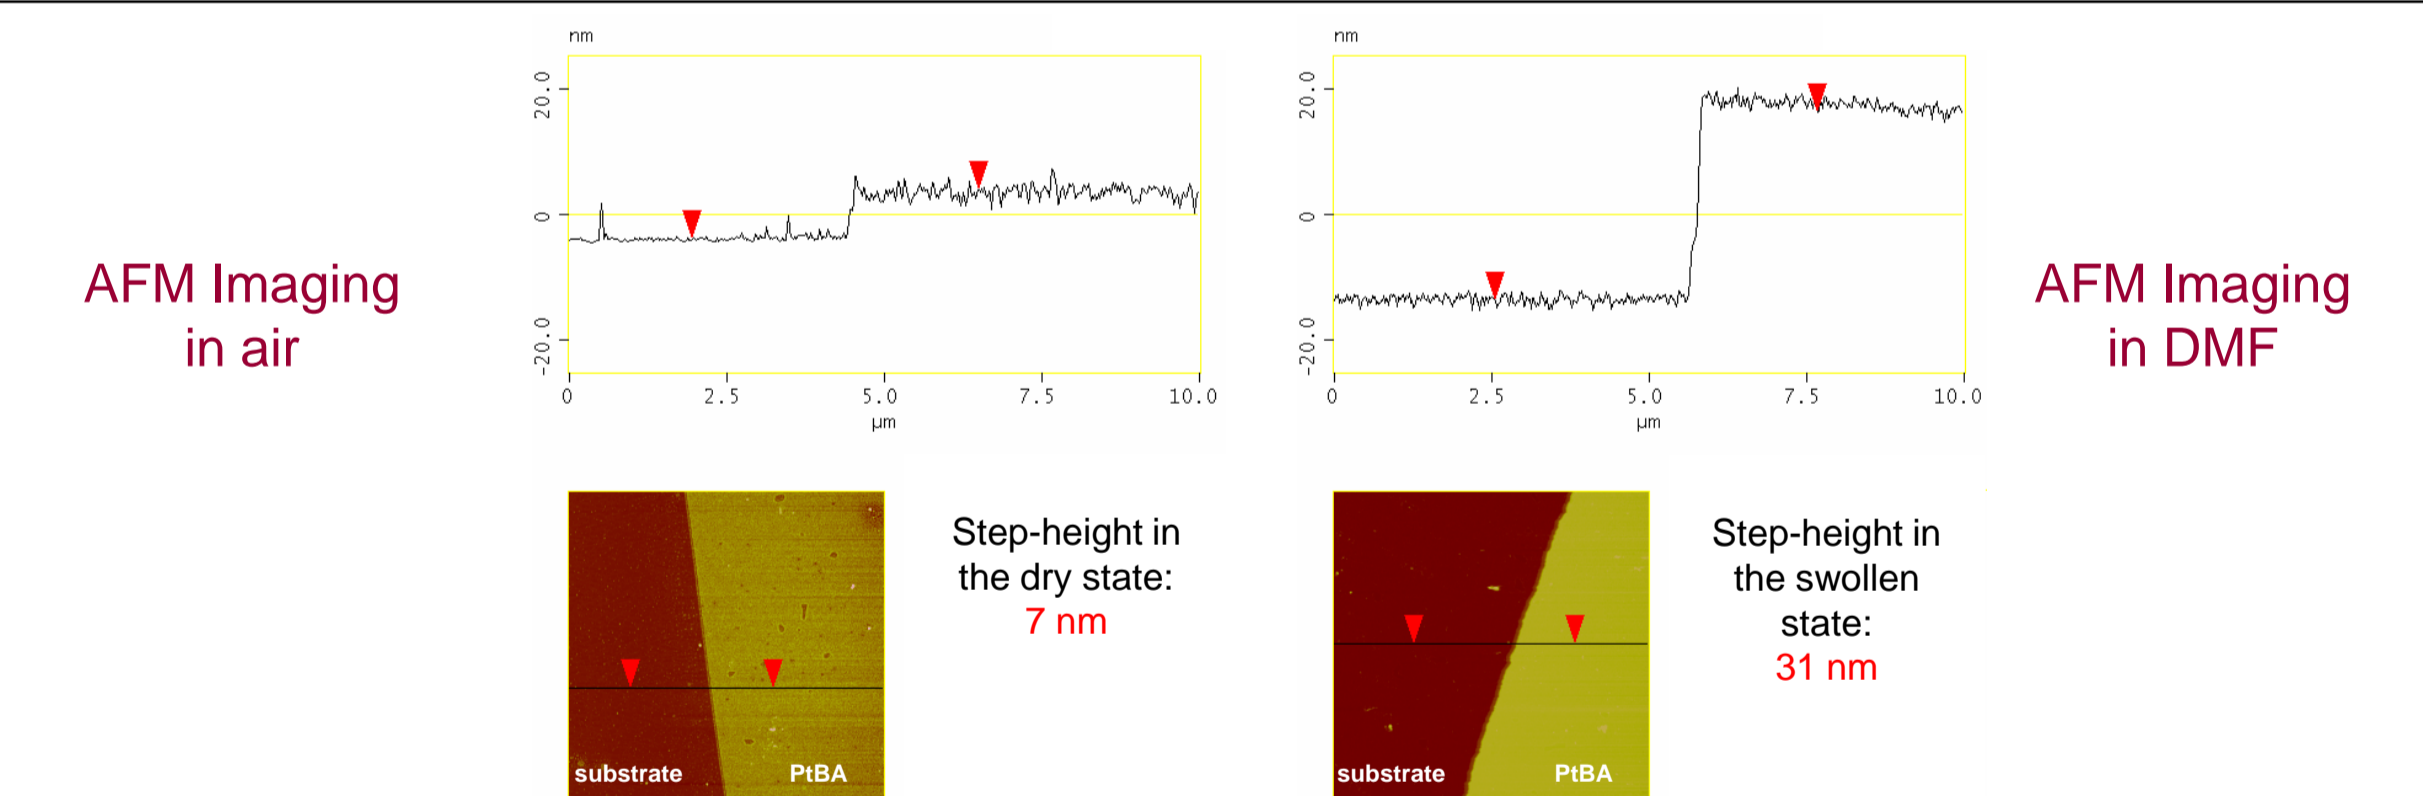 AFM Imaging
in air
nm
20.0
0
-20.0
0
2.5
5.0
7.5
10.0
µm
nm
20.0
0
-20.0
0
2.5
5.0
7.5
10.0
µm
AFM Imaging
in DMF
substrate
PtBA
Step-height in
the dry state:
7 nm
substrate
PtBA
Step-height in
the swollen
state:
31 nm